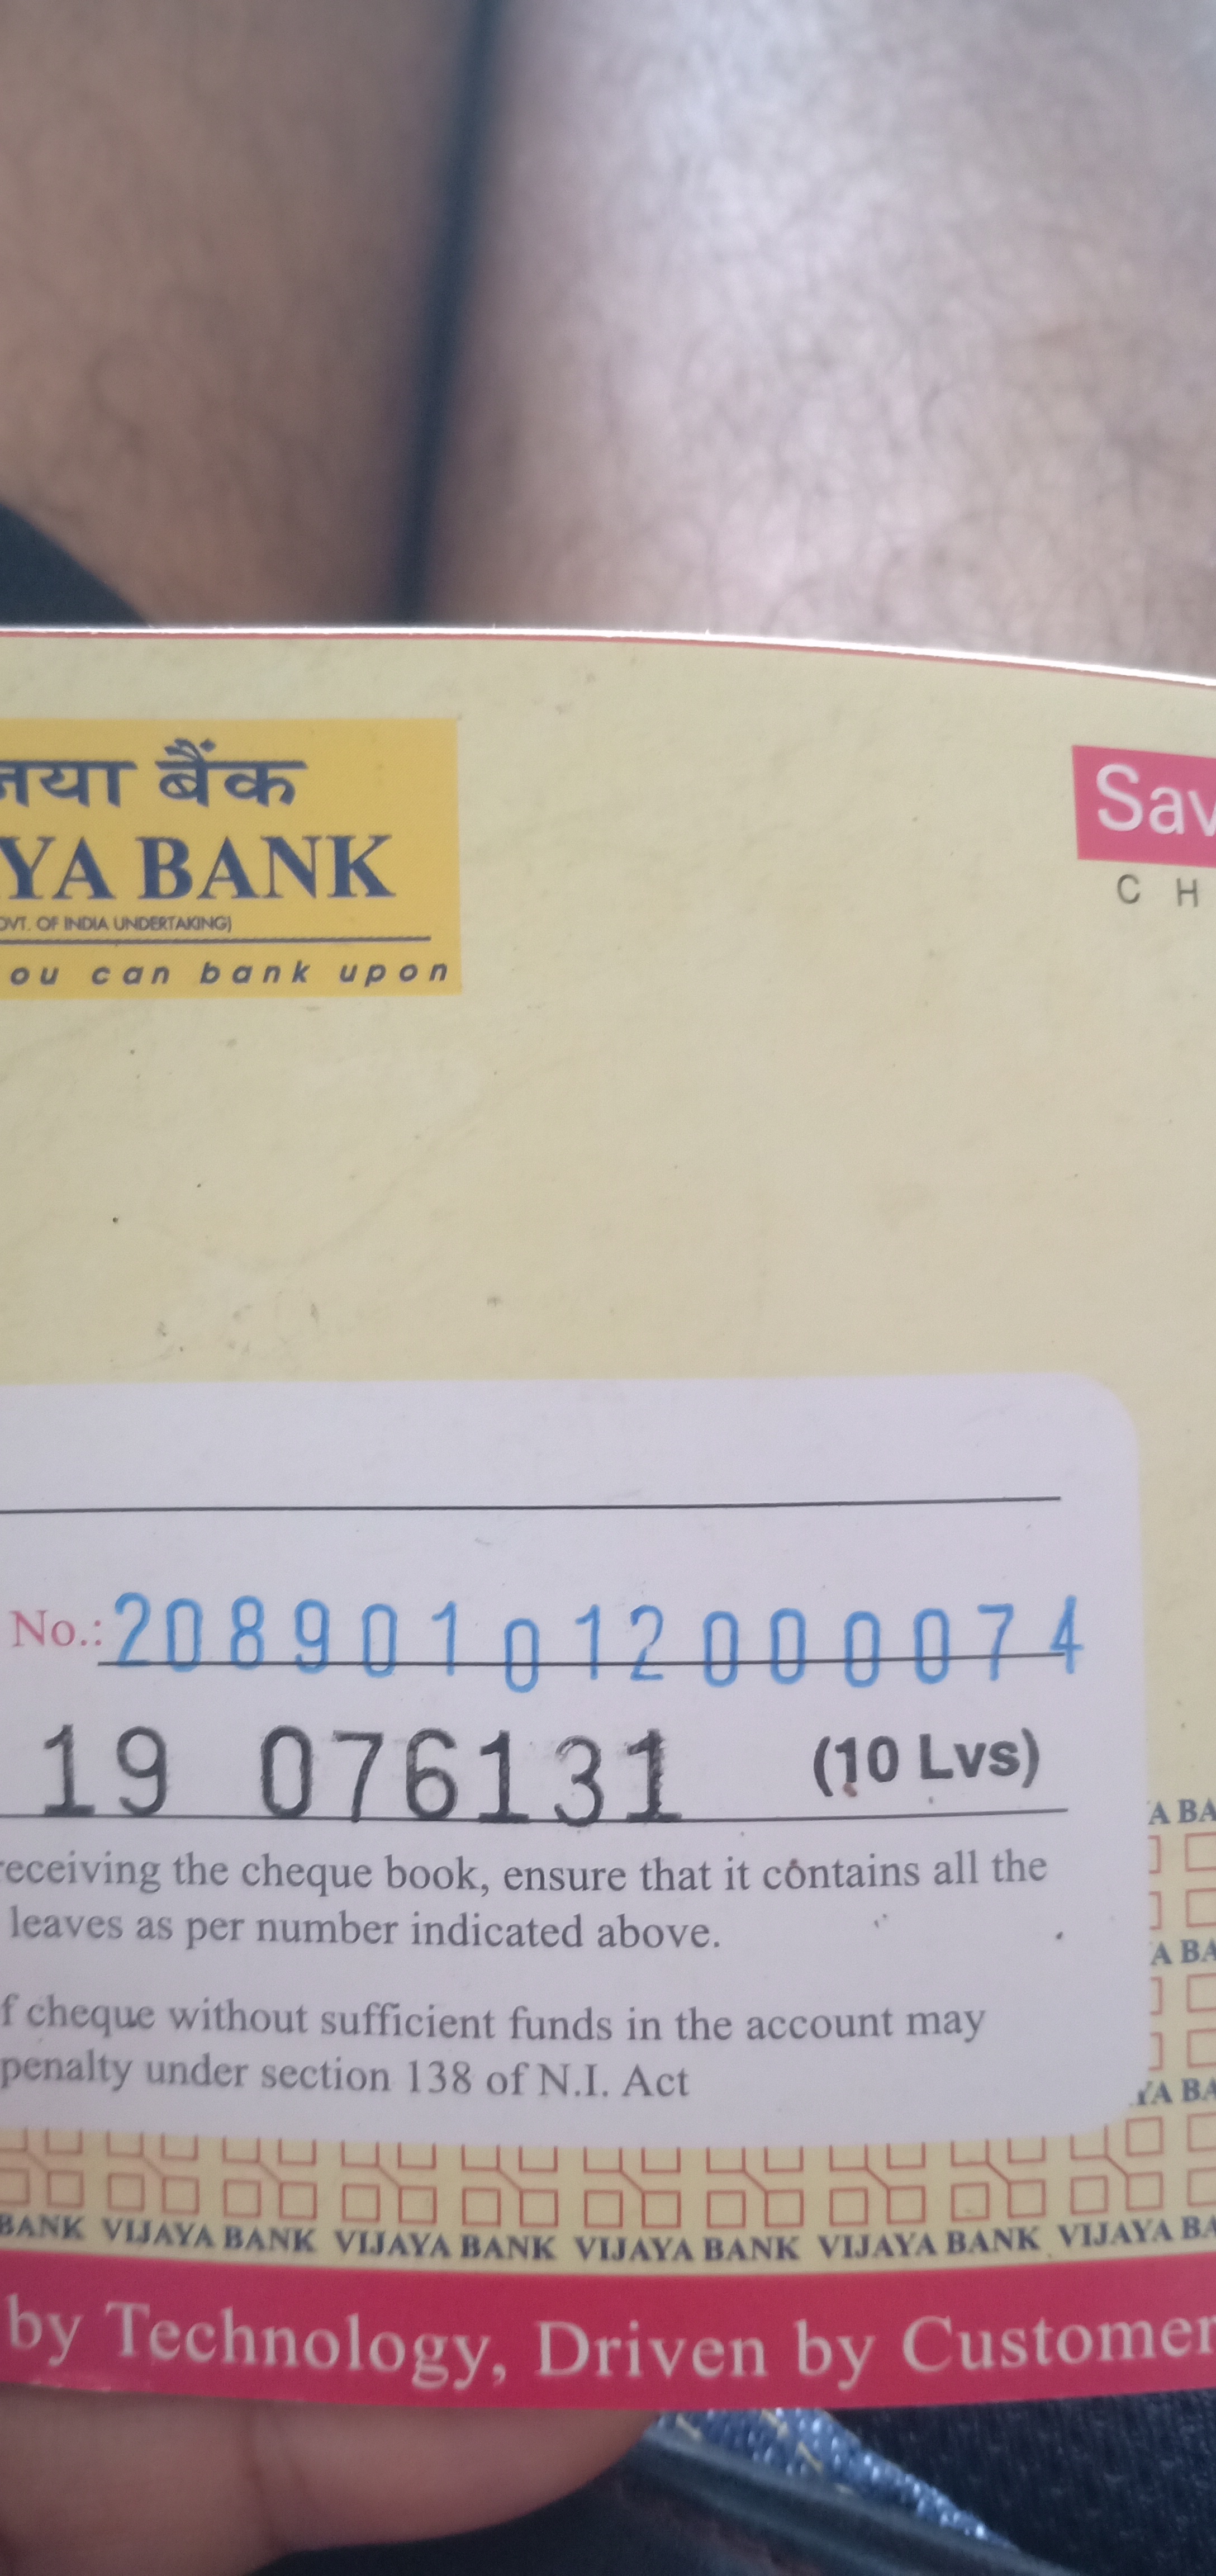 जया बैंक
YA BANK
OVT. OF INDIA UNDERTAKING)
ou can bank upon
Sav
C H
No.: 208901012000074
19 076131 (10 Lvs)
receiving the cheque book, ensure that it contains all the
leaves as per number indicated above.
f cheque without sufficient funds in the account may
penalty under section 138 of N.I. Act
A BA
A BA
YA BA
BANK VIJAYA BANK VIJAYA BANK VIJAYA BANK VIJAYA BANK VIJAYA BA
by Technology, Driven by Customer